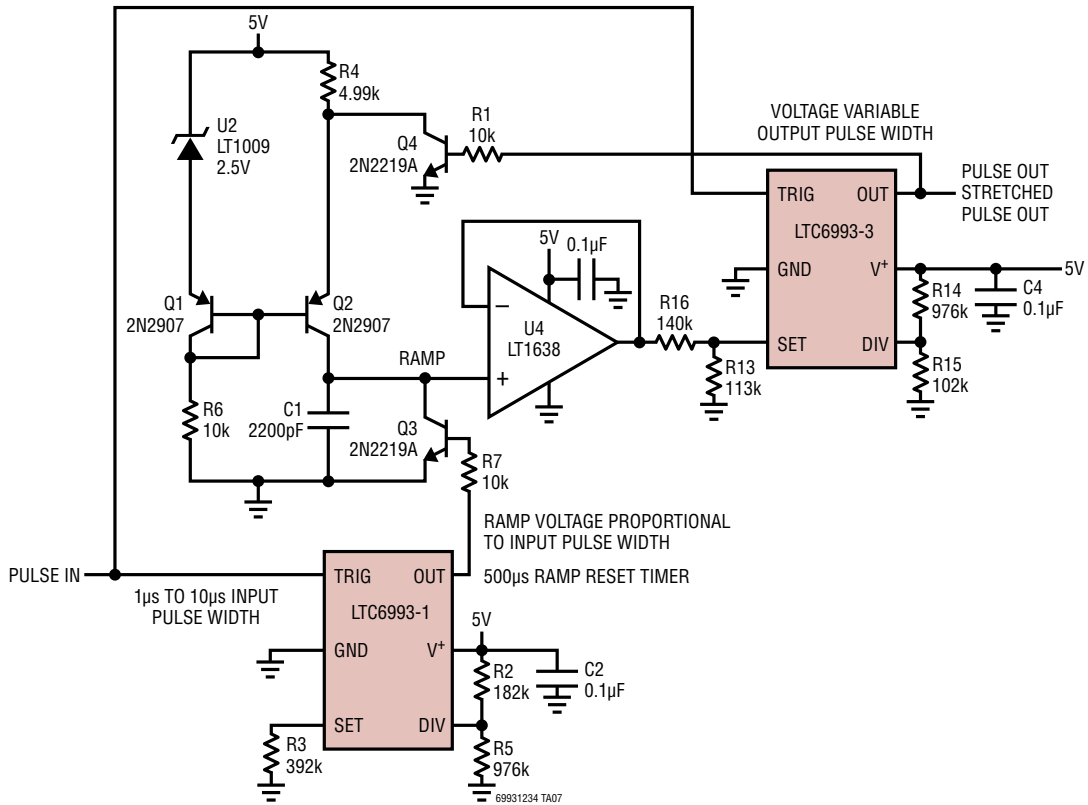 5V
R4
4.99k
U2
LT1009
2.5V
Q4
2N2219A
R1
10k
VOLTAGE VARIABLE
OUTPUT PULSE WIDTH
TRIG
OUT
LTC6993-3
GND
V+
SET
DIV
PULSE OUT
STRETCHED
PULSE OUT
5V
R14
976k
C4
0.1µF
R15
102k
Q1
2N2907
Q2
2N2907
5V
0.1µF
U4
LT1638
−
+
R16
140k
R13
113k
RAMP
R6
10k
C1
2200pF
Q3
2N2219A
R7
10k
RAMP VOLTAGE PROPORTIONAL
TO INPUT PULSE WIDTH
500µs RAMP RESET TIMER
PULSE IN
1µs TO 10µs INPUT
PULSE WIDTH
TRIG
OUT
LTC6993-1
GND
V+
SET
DIV
5V
R2
182k
C2
0.1µF
R3
392k
R5
976k
69931234 TA07